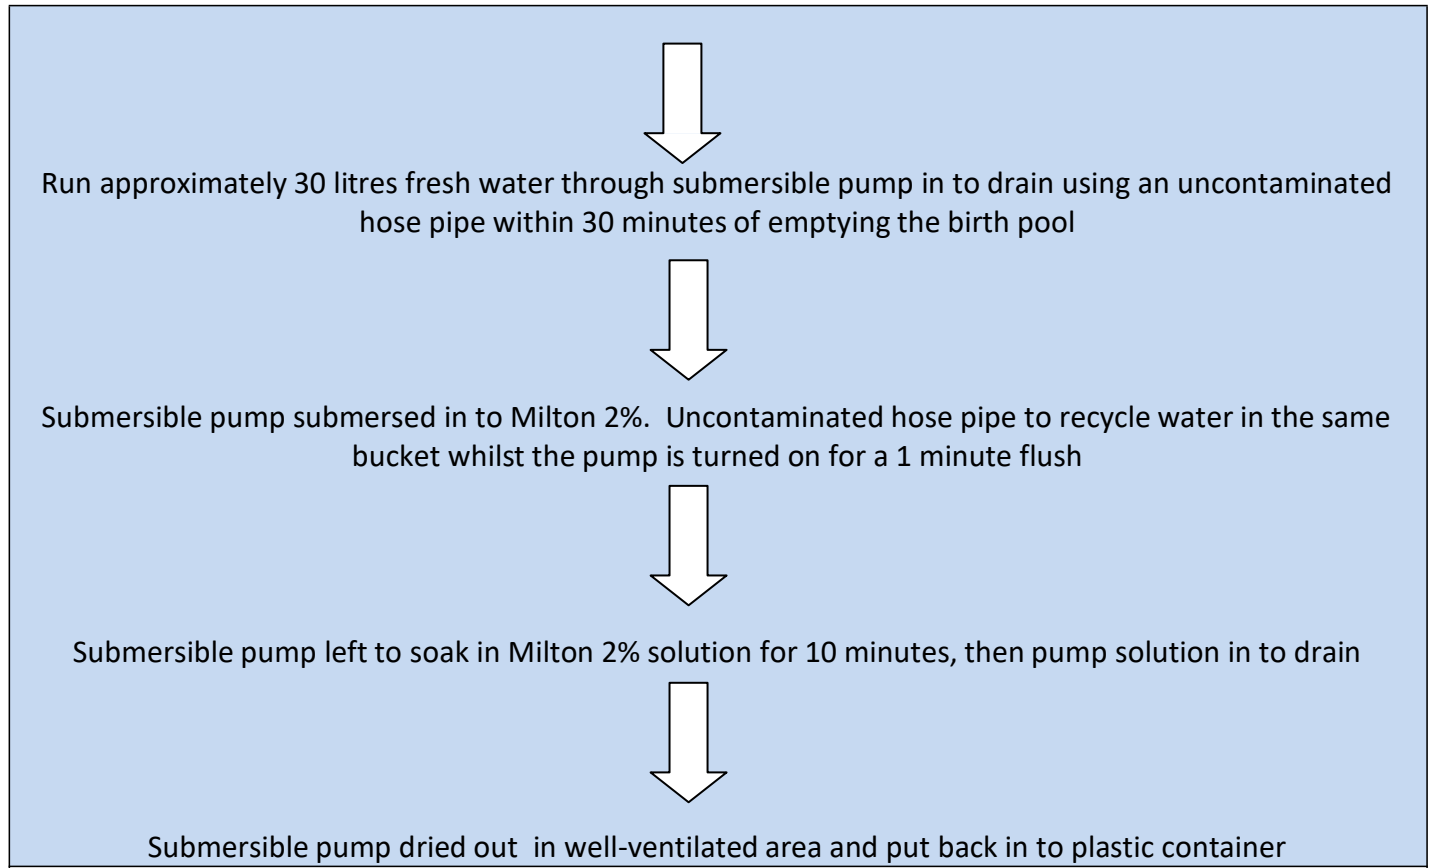 Run approximately 30 litres fresh water through submersible pump in to drain using an uncontaminated
hose pipe within 30 minutes of emptying the birth pool
Submersible pump submersed in to Milton 2%.  Uncontaminated hose pipe to recycle water in the same
bucket whilst the pump is turned on for a 1 minute flush
Submersible pump left to soak in Milton 2% solution for 10 minutes, then pump solution in to drain
Submersible pump dried out  in well-ventilated area and put back in to plastic container